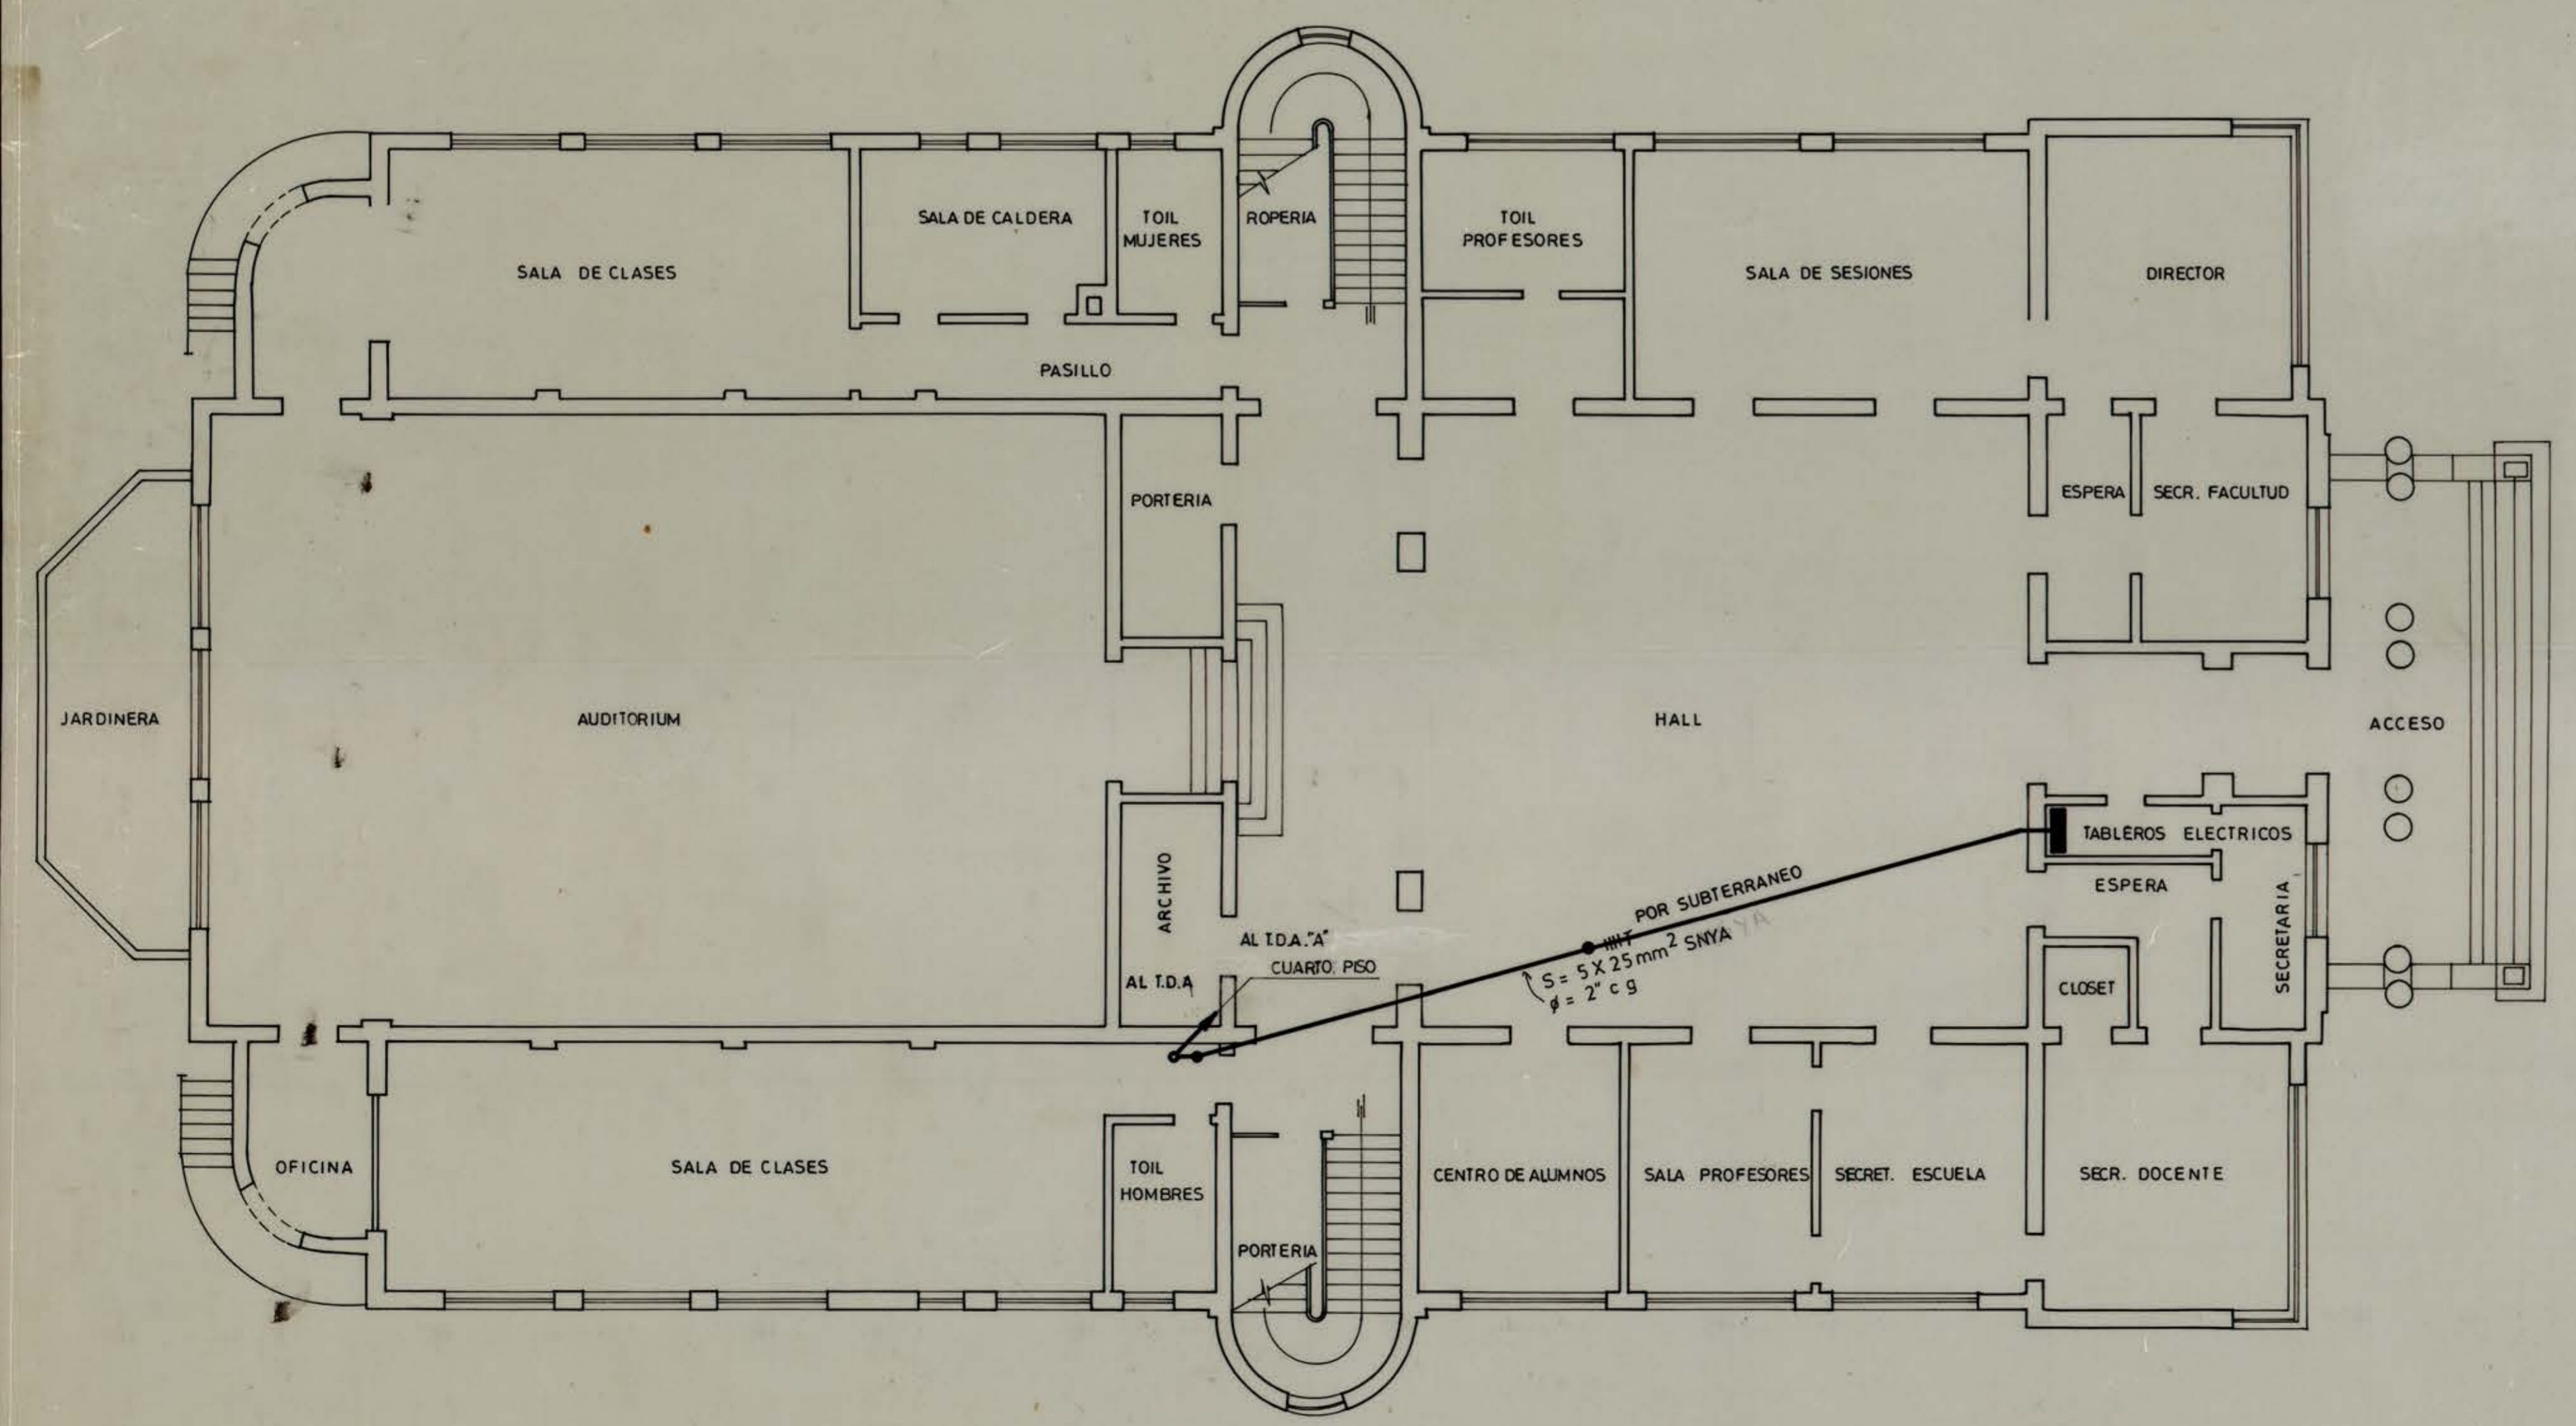 SALA DE CALDERA
TOIL
MUJERES
ROPERIA
TOIL
PROFESORES
SALA DE CLASES
SALA DE SESIONES
DIRECTOR
PASILLO
PORTERIA
ESPERA
SECR. FACULTUD
JARDINERA
AUDITORIUM
HALL
ACCESO
TABLEROS ELECTRICOS
ESPERA
SECRETARIA
ARCHIVO
POR SUBTERRANEO
S = 5 X 25 mm² SNYA
ø = 2" c g
AL T.D.A. "A"
CUARTO PISO
AL T.D.A
CLOSET
OFICINA
SALA DE CLASES
TOIL
HOMBRES
PORTERIA
CENTRO DE ALUMNOS
SALA PROFESORES
SECRET. ESCUELA
SECR. DOCENTE